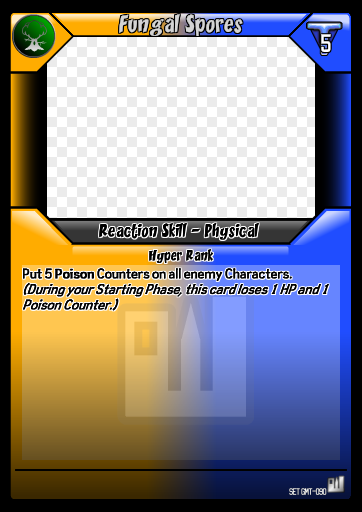 Fungal Spores
5
Reaction Skill - Physical
Hyper Rank
Put 5 Poison Counters on all enemy Characters.
(During your Starting Phase, this card loses 1 HP and 1
Poison Counter.)
SET GMT-090